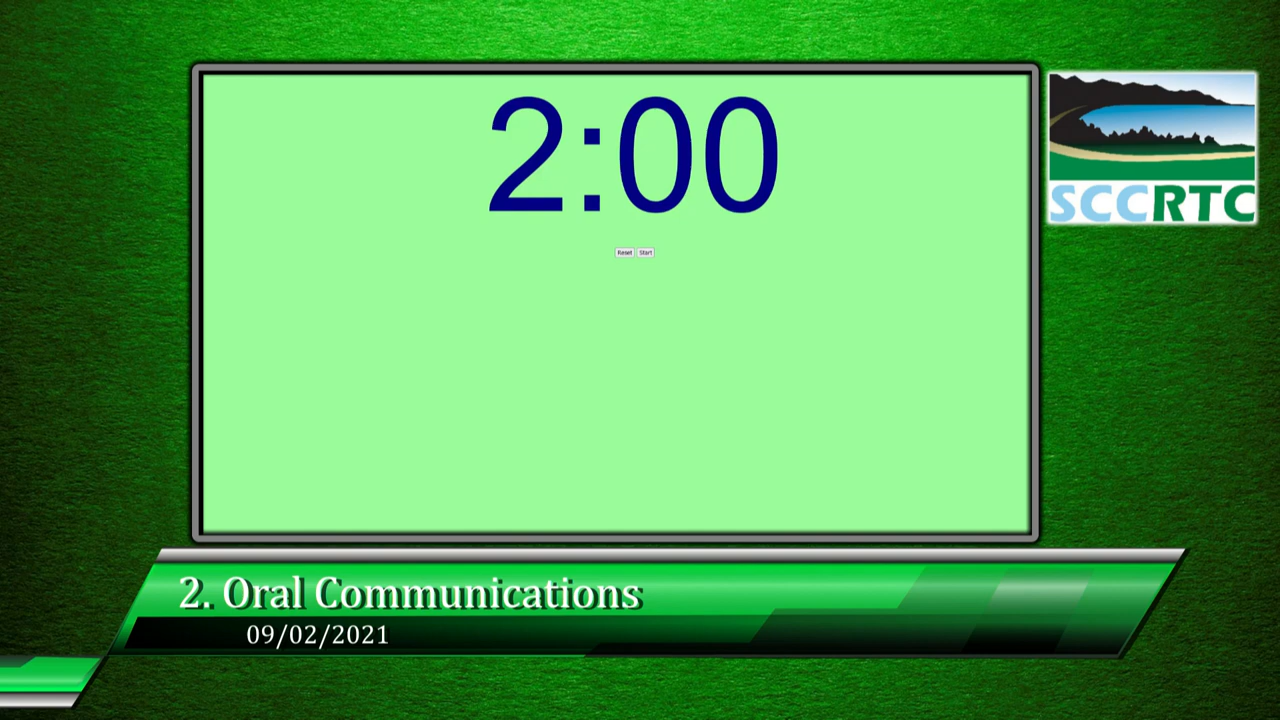 2:00
Reset Start
SCCRTC
2. Oral Communications
09/02/2021